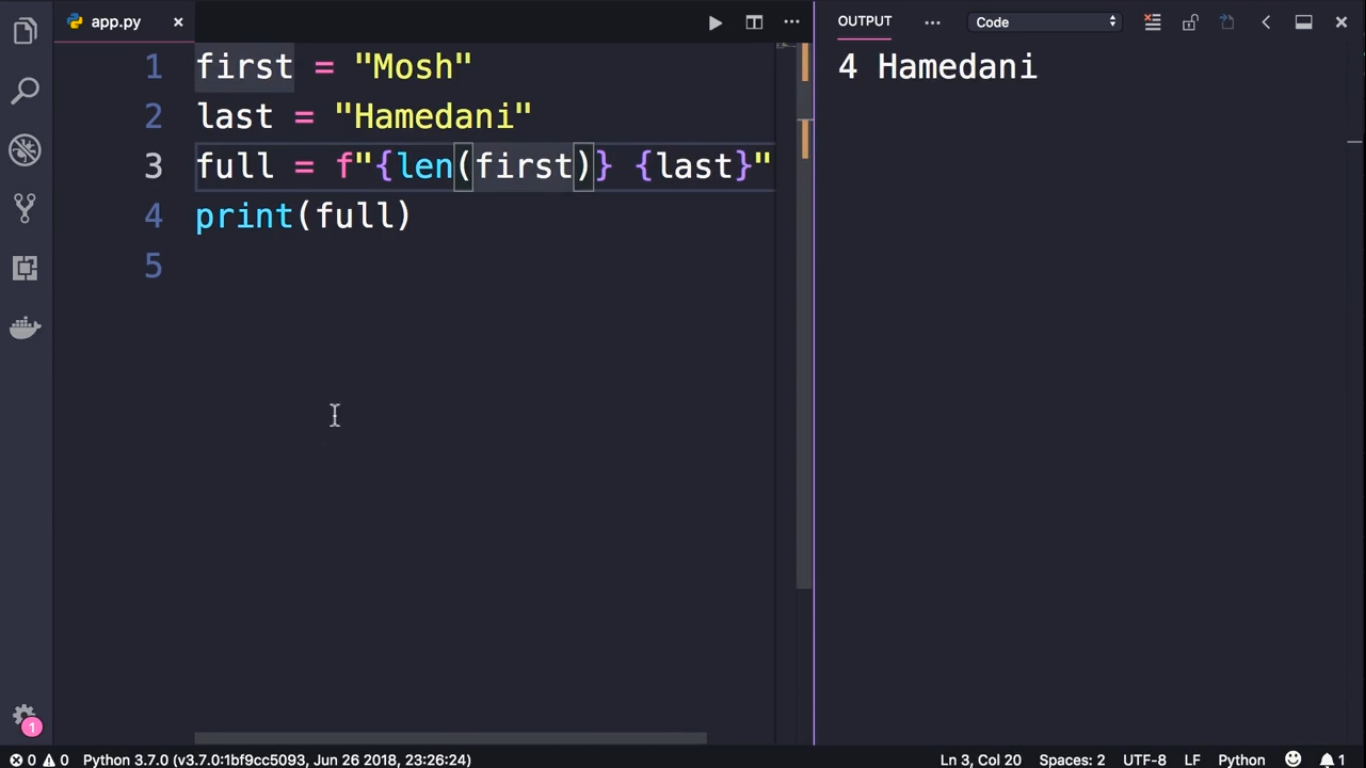 app.py
1 first = "Mosh"
2 last = "Hamedani"
3 full = f"{len(first)} {last}"
4 print(full)
5
OUTPUT
Code
4 Hamedani
1
0 0 Python 3.7.0 (v3.7.0:1bf9cc5093, Jun 26 2018, 23:26:24)
Ln 3, Col 20 Spaces: 2 UTF-8 LF Python 1